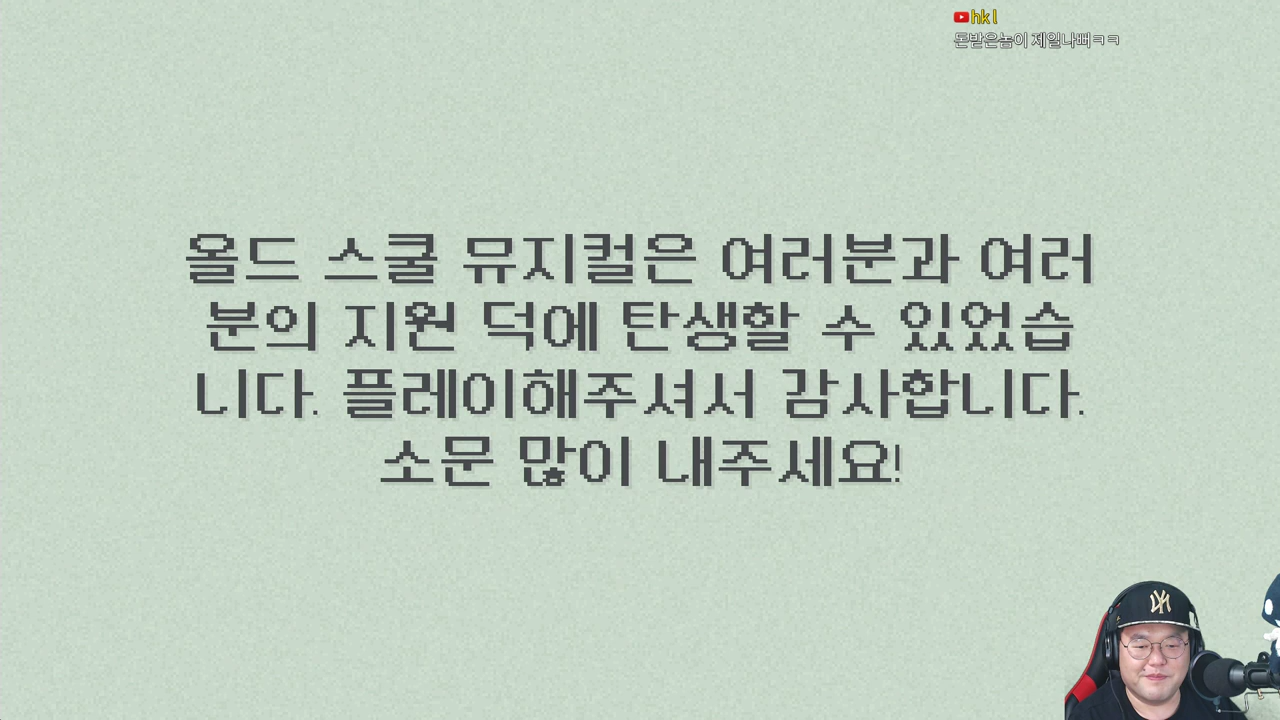 hkl
돈받은놈이 제일나뻐ㅋㅋ
올드 스쿨 뮤지컬은 여러분과 여러
분의 지원 덕에 탄생할 수 있었습
니다. 플레이해주셔서 감사합니다.
소문 많이 내주세요!